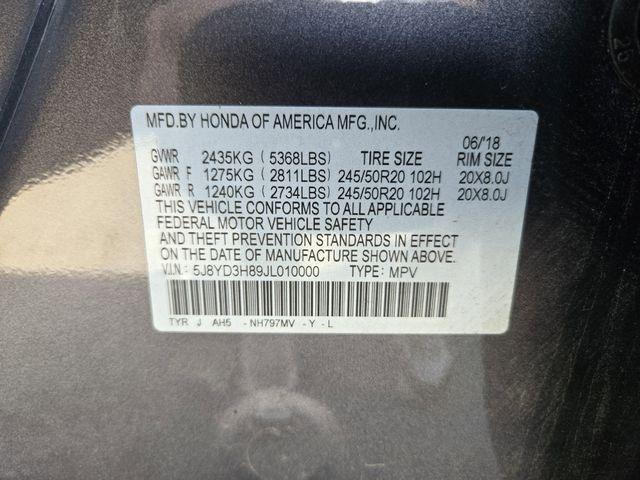 MFD.BY HONDA OF AMERICA MFG.,INC.
06/'18
GVWR 2435KG (5368LBS) TIRE SIZE RIM SIZE
GAWR F 1275KG (2811LBS) 245/50R20 102H 20X8.0J
GAWR R 1240KG (2734LBS) 245/50R20 102H 20X8.0J
THIS VEHICLE CONFORMS TO ALL APPLICABLE
FEDERAL MOTOR VEHICLE SAFETY
AND THEFT PREVENTION STANDARDS IN EFFECT
ON THE DATE OF MANUFACTURE SHOWN ABOVE.
V.I.N.: 5J8YD3H89JL010000 TYPE: MPV
TYR J AH5 - NH797MV - Y - L